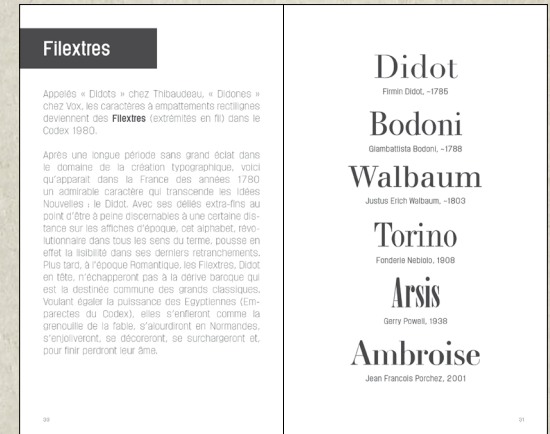 Filextres
Appelés « Didots » chez Thibaudeau, « Didones »
chez Vox, les caractères à empattements rectilignes
deviennent des Filextres (extrémités en fil) dans le
Codex 1980.
Après une longue période sans grand éclat dans
le domaine de la création typographique, voici
qu'apparait dans la France des années 1780
un admirable caractère qui transcende les Idées
Nouvelles : le Didot. Avec ses déliés extra-fins au
point d'être à peine discernables à une certaine dis-
tance sur les affiches d'époque, cet alphabet, révo-
lutionnaire dans tous les sens du terme, pousse en
effet la lisibilité dans ses derniers retranchements.
Plus tard, à l'époque Romantique, les Filextres, Didot
en tête, n'échapperont pas à la dérive baroque qui
est la destinée commune des grands classiques.
Voulant égaler la puissance des Egyptiennes (Em-
parectes du Codex), elles s'enfleront comme la
grenouille de la fable, s'alourdiront en Normandes,
s'enjoliveront, se décoreront, se surchargeront et,
pour finir perdront leur âme.
Didot
Firmin Didot, ~1785
Bodoni
Giambattista Bodoni, ~1788
Walbaum
Justus Erich Walbaum, ~1803
Torino
Fonderie Nebiolo, 1908
Arsis
Gerry Powell, 1938
Ambroise
Jean Francois Porchez, 2001